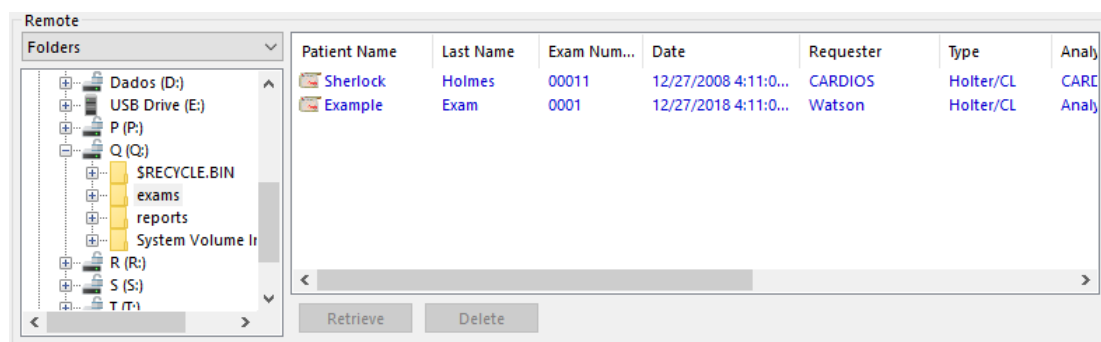 Remote
Folders
Dados (D:)
USB Drive (E:)
P (P:)
Q (Q:)
$RECYCLE.BIN
exams
reports
System Volume Ir
R (R:)
S (S:)
T (T:)
Patient Name Last Name Exam Num... Date Requester Type Analy
Sherlock Holmes 00011 12/27/2008 4:11:0... CARDIOS Holter/CL CARD
Example Exam 0001 12/27/2018 4:11:0... Watson Holter/CL Analy
Retrieve Delete